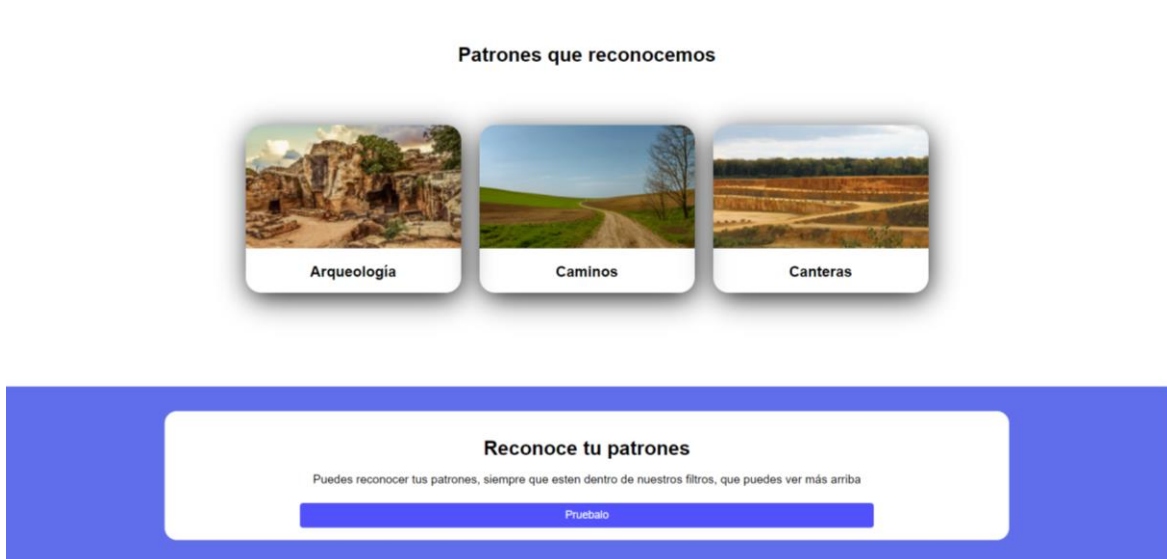 Patrones que reconocemos
Arqueología
Caminos
Canteras
Reconoce tu patrones
Puedes reconocer tus patrones, siempre que esten dentro de nuestros filtros, que puedes ver más arriba
Pruebalo